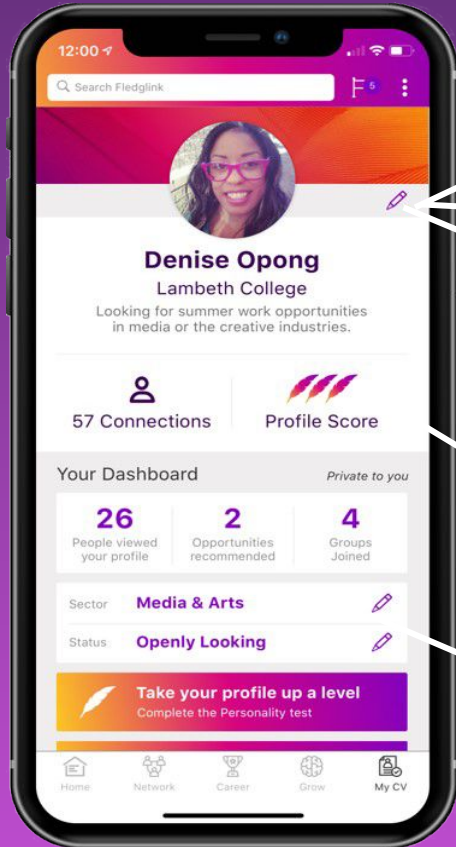 12:00
Search Fledglink
5
Denise Opong
Lambeth College
Looking for summer work opportunities
in media or the creative industries.
57 Connections
Profile Score
Your Dashboard
Private to you
26
2
4
People viewed
your profile
Opportunities
recommended
Groups
Joined
Sector
Media & Arts
Status
Openly Looking
Take your profile up a level
Complete the Personality test
Home
Network
Career
Grow
My CV